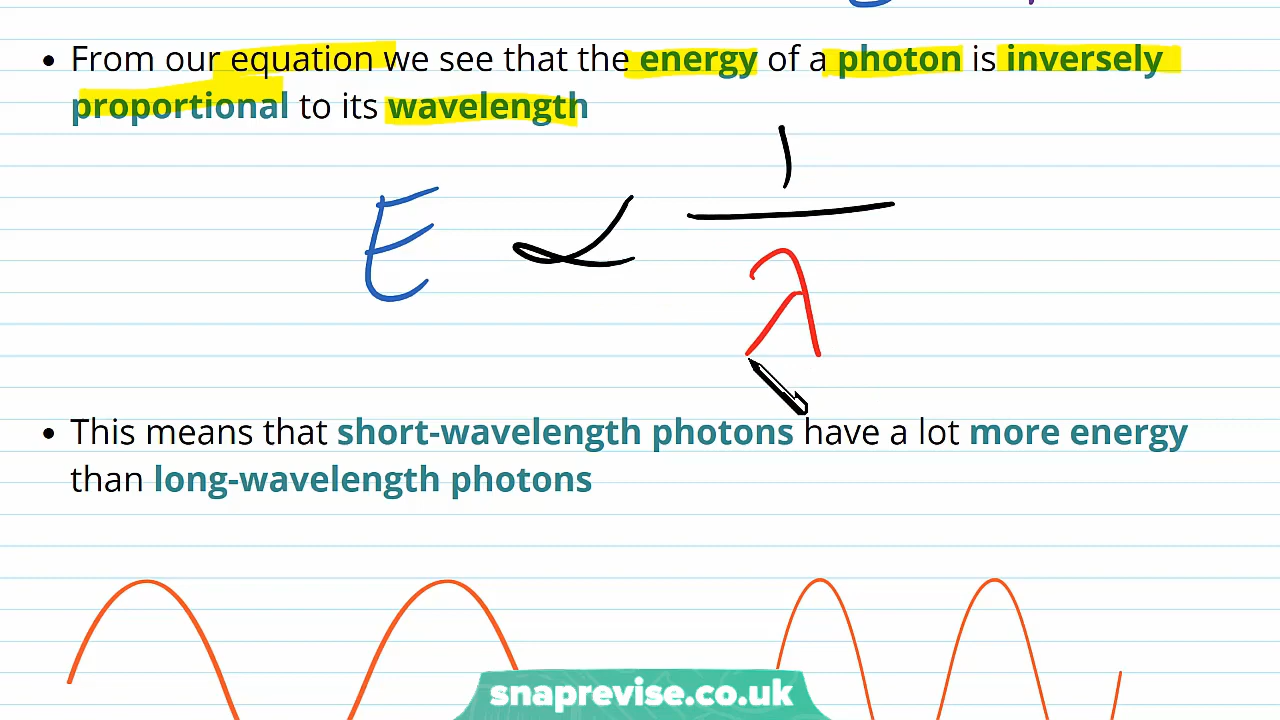 • From our equation we see that the energy of a photon is inversely
proportional to its wavelength
E ∝ 1/λ
• This means that short-wavelength photons have a lot more energy
than long-wavelength photons
snaprevise.co.uk